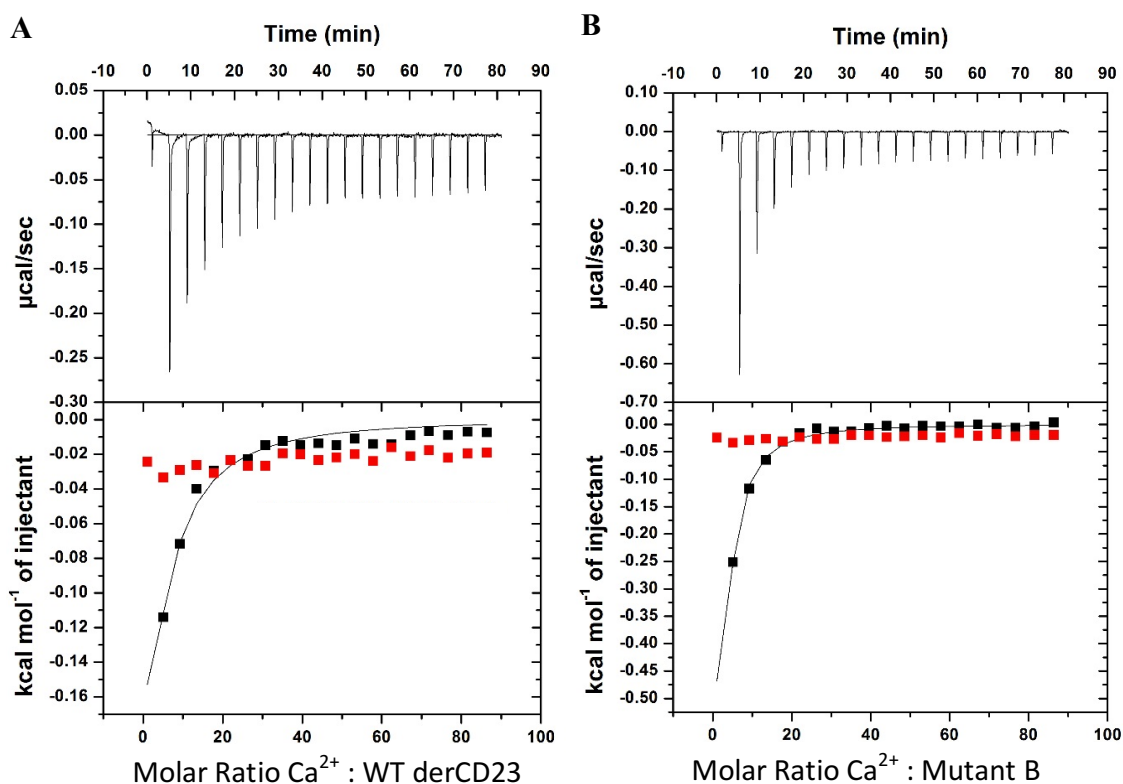 A
Time (min)
-10 0 10 20 30 40 50 60 70 80 90
0.05
0.00
-0.05
-0.10
-0.15
-0.20
-0.25
-0.30
µcal/sec
0.00
-0.02
-0.04
-0.06
-0.08
-0.10
-0.12
-0.14
-0.16
kcal mol⁻¹ of injectant
0 20 40 60 80 100
Molar Ratio Ca²⁺ : WT derCD23
B
Time (min)
-10 0 10 20 30 40 50 60 70 80 90
0.10
0.00
-0.10
-0.20
-0.30
-0.40
-0.50
-0.60
-0.70
µcal/sec
0.00
-0.05
-0.10
-0.15
-0.20
-0.25
-0.30
-0.35
-0.40
-0.45
-0.50
kcal mol⁻¹ of injectant
0 20 40 60 80 100
Molar Ratio Ca²⁺ : Mutant B